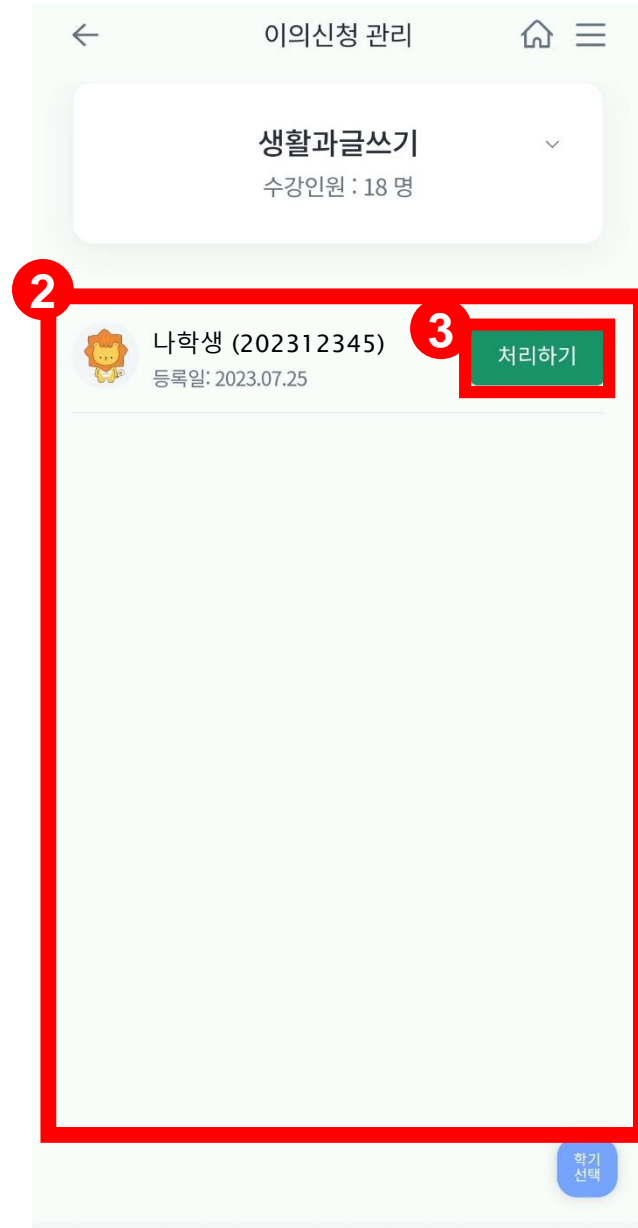 이의신청 관리
생활과글쓰기
수강인원 : 18 명
2
3
나학생 (202312345)
처리하기
등록일: 2023.07.25
학기
선택